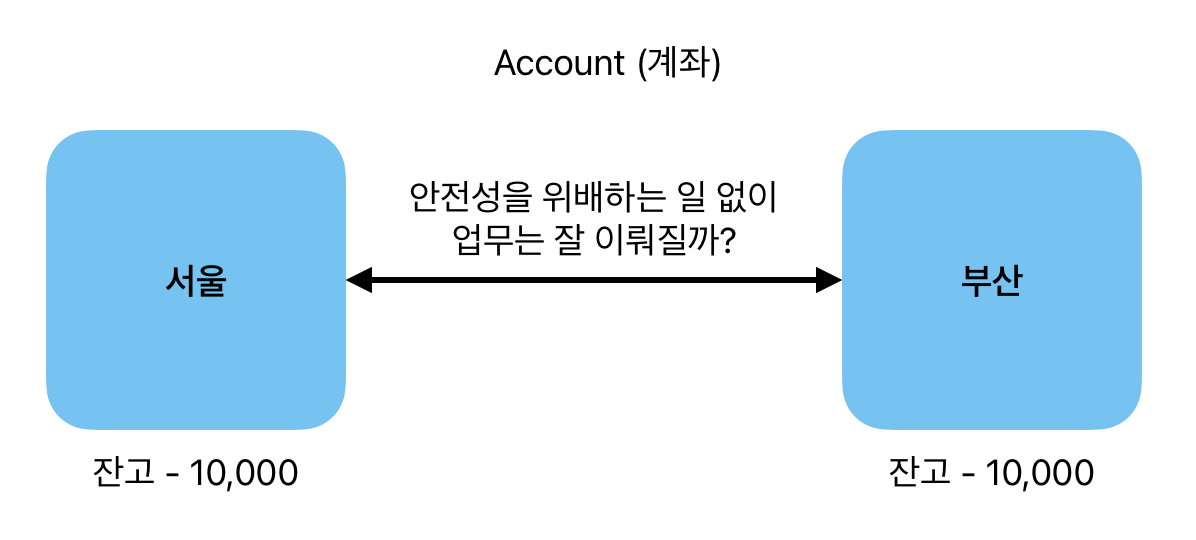 Account (계좌)
안전성을 위배하는 일 없이
업무는 잘 이뤄질까?
서울
부산
잔고 - 10,000
잔고 - 10,000